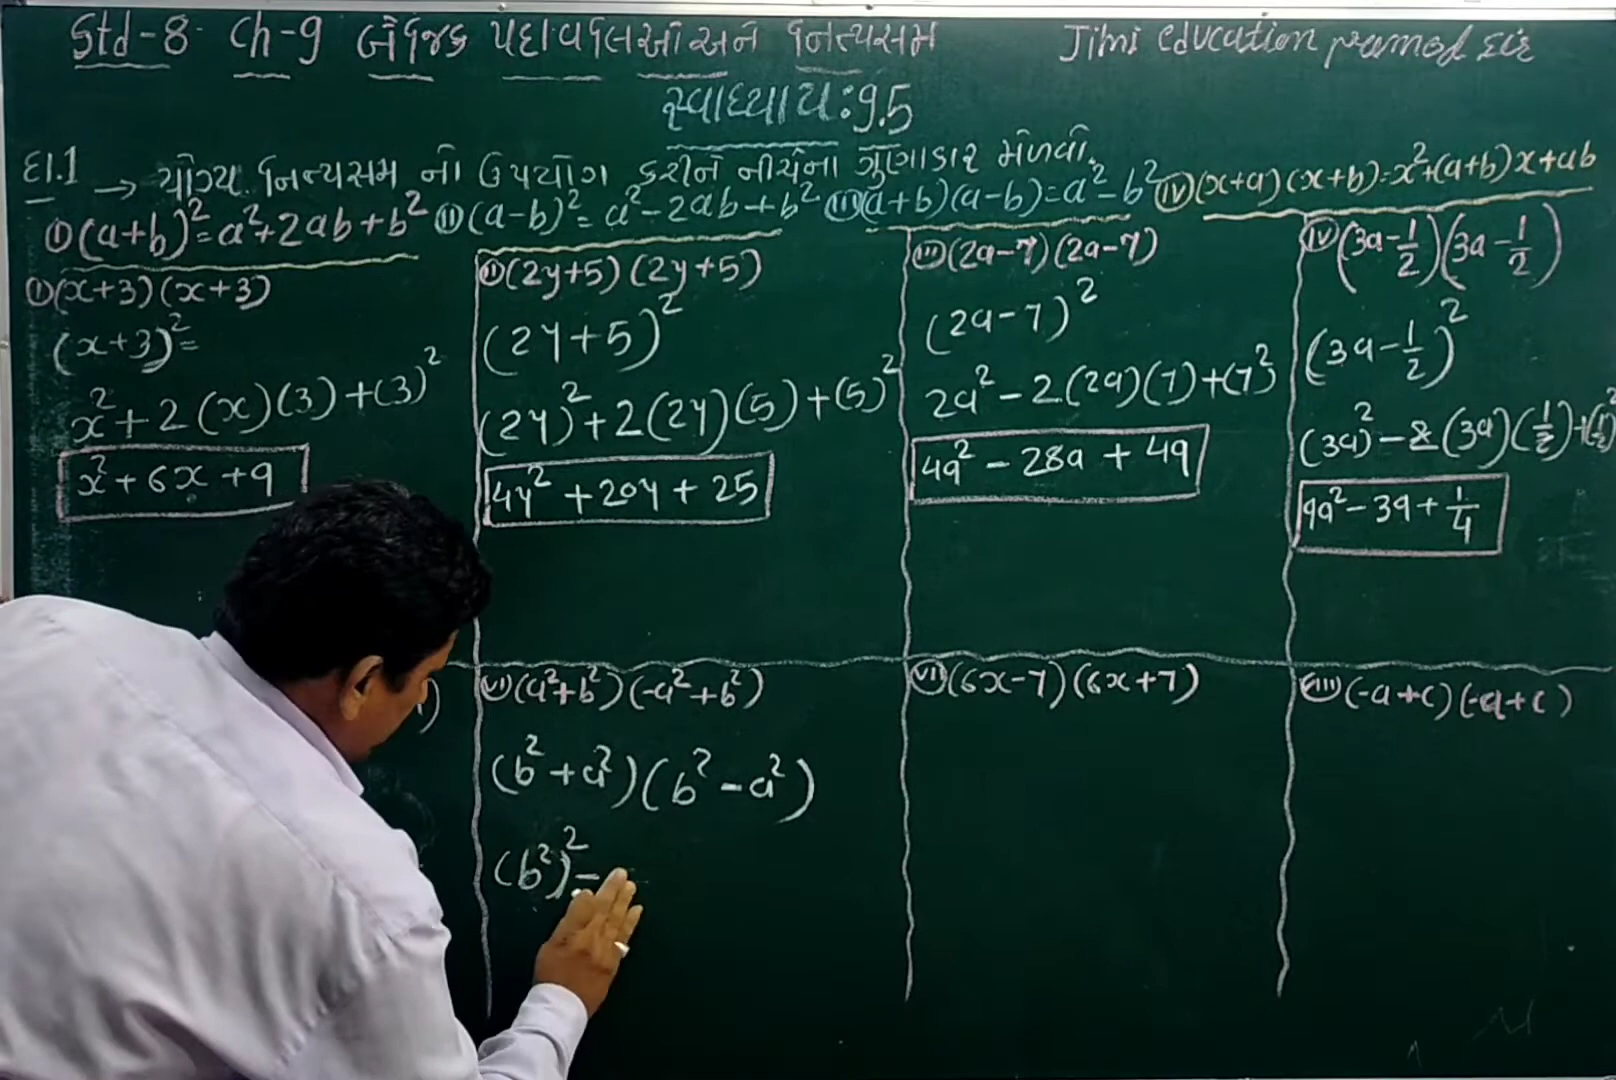 Std-8 Ch-9 બૈજિક પદાવલિઓ અને નિત્યસમ
Jimi education pramod sir
સ્વાધ્યાય:9.5
દા.1 → યોગ્ય નિત્યસમ નો ઉપયોગ કરીને નીચેના ગુણાકાર મેળવો.
(I) (a+b)²=a²+2ab+b² (II) (a-b)²=a²-2ab+b² (III) (a+b)(a-b)=a²-b² (IV) (x+a)(x+b)=x²+(a+b)x+ab
(I) (x+3)(x+3)
(x+3)²=
x²+2(x)(3)+(3)²
x²+6x+9
(II) (2y+5)(2y+5)
(2y+5)²
(2y)²+2(2y)(5)+(5)²
4y²+20y+25
(III) (2a-7)(2a-7)
(2a-7)²
2a²-2(2a)(7)+(7)²
4a²-28a+49
(IV) (3a-1/2)(3a-1/2)
(3a-1/2)²
(3a)²-2(3a)(1/2)+(1/2)²
9a²-3a+1/4
(VI) (a²+b²)(-a²+b²)
(b²+a²)(b²-a²)
(b²)²-
(VII) (6x-7)(6x+7)
(VIII) (-a+c)(-a+c)